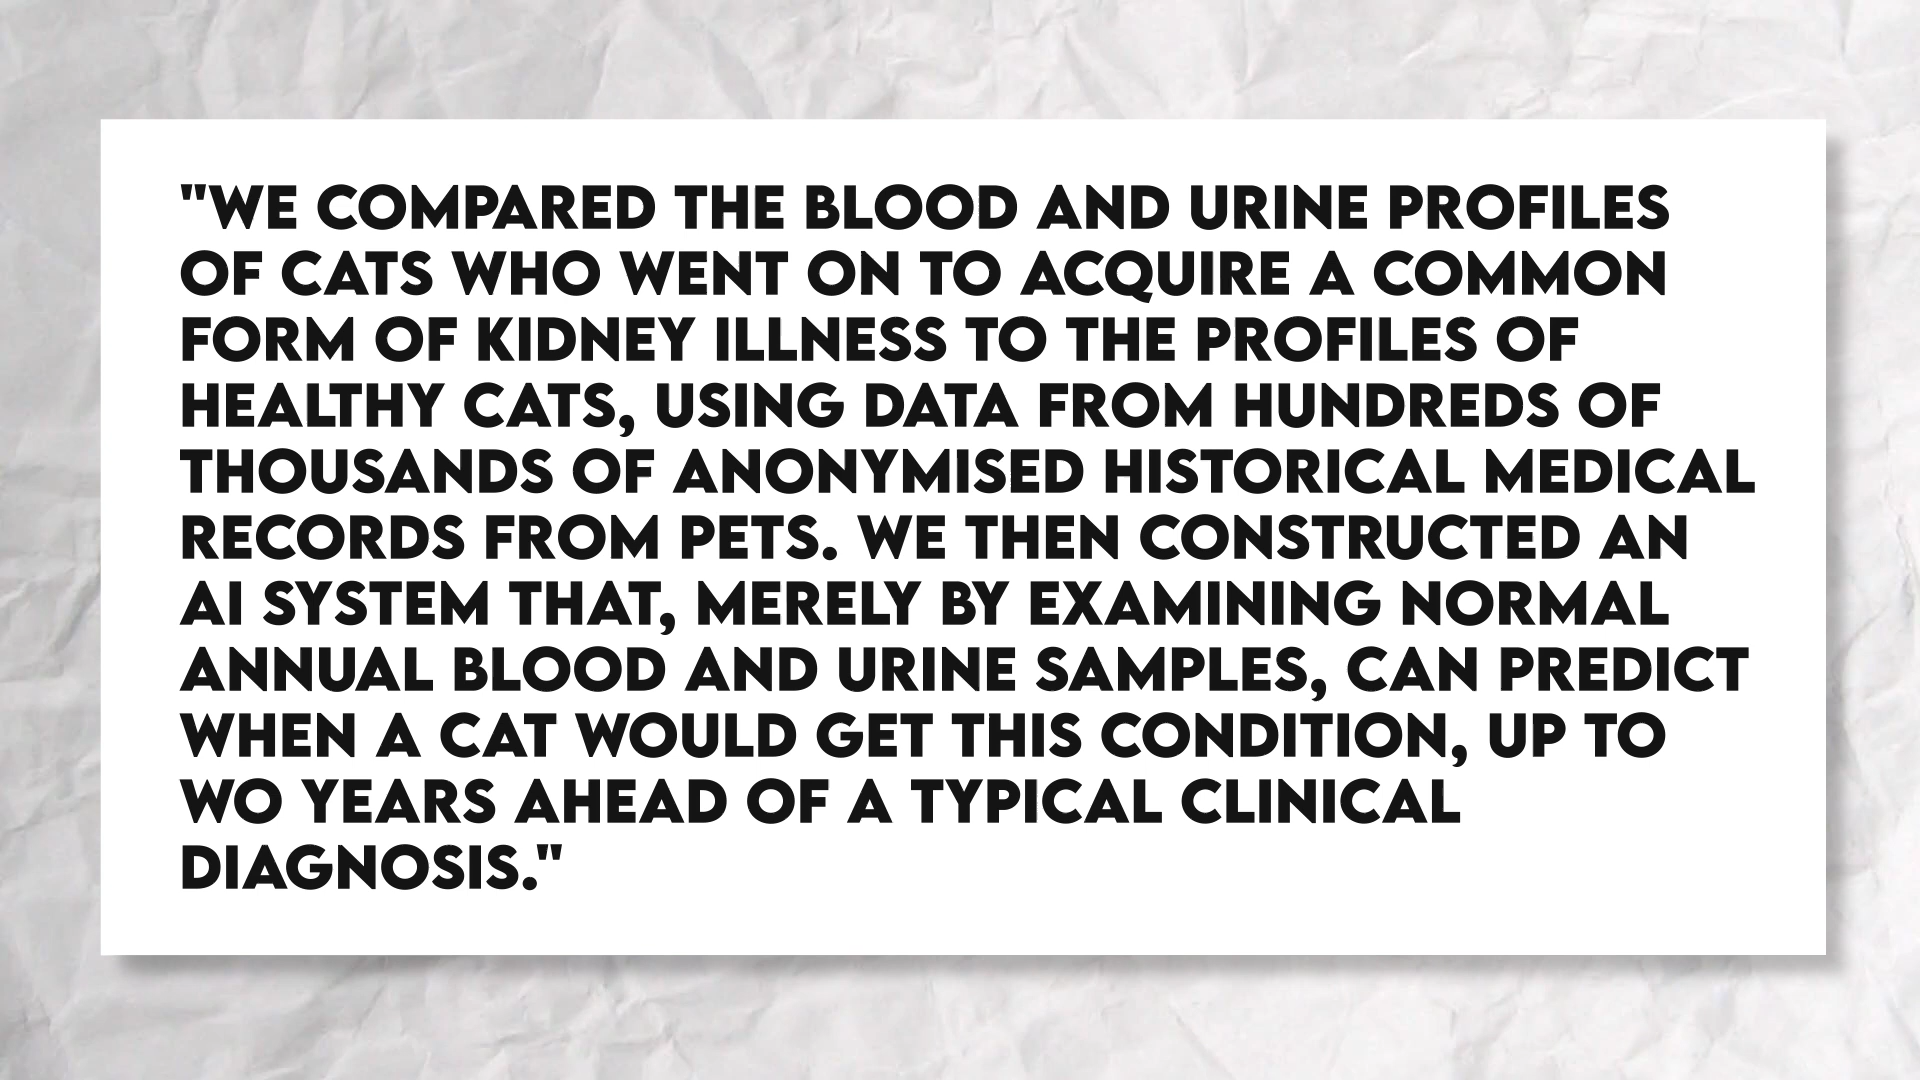 "WE COMPARED THE BLOOD AND URINE PROFILES
OF CATS WHO WENT ON TO ACQUIRE A COMMON
FORM OF KIDNEY ILLNESS TO THE PROFILES OF
HEALTHY CATS, USING DATA FROM HUNDREDS OF
THOUSANDS OF ANONYMISED HISTORICAL MEDICAL
RECORDS FROM PETS. WE THEN CONSTRUCTED AN
AI SYSTEM THAT, MERELY BY EXAMINING NORMAL
ANNUAL BLOOD AND URINE SAMPLES, CAN PREDICT
WHEN A CAT WOULD GET THIS CONDITION, UP TO
WO YEARS AHEAD OF A TYPICAL CLINICAL
DIAGNOSIS."